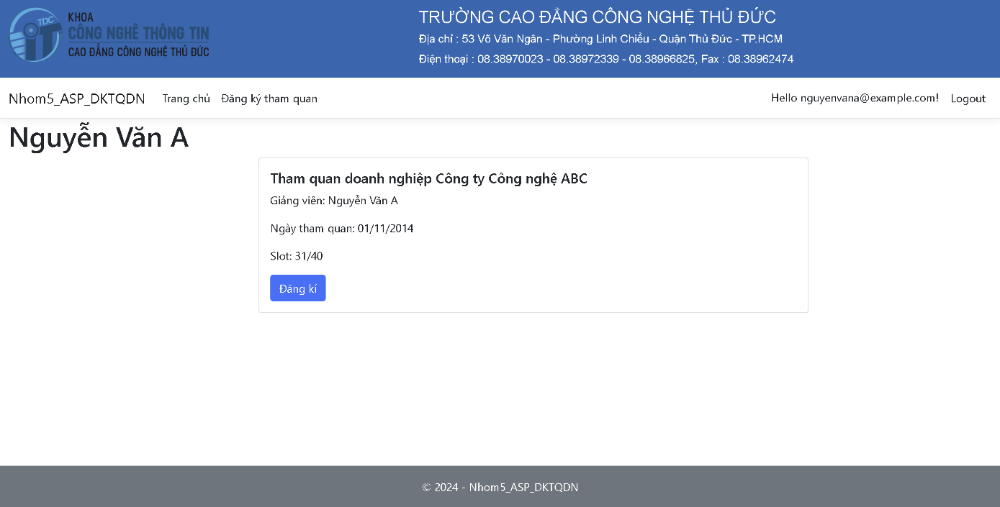 TDC
IT
KHOA
CÔNG NGHỆ THÔNG TIN
CAO ĐẲNG CÔNG NGHỆ THỦ ĐỨC
TRƯỜNG CAO ĐẲNG CÔNG NGHỆ THỦ ĐỨC
Địa chỉ : 53 Võ Văn Ngân - Phường Linh Chiểu - Quận Thủ Đức - TP.HCM
Điện thoại : 08.38970023 - 08.38972339 - 08.38966825, Fax : 08.38962474
Nhom5_ASP_DKTQDN Trang chủ Đăng ký tham quan Hello nguyenvana@example.com! Logout
Nguyễn Văn A
Tham quan doanh nghiệp Công ty Công nghệ ABC
Giảng viên: Nguyễn Văn A
Ngày tham quan: 01/11/2014
Slot: 31/40
Đăng kí
© 2024 - Nhom5_ASP_DKTQDN